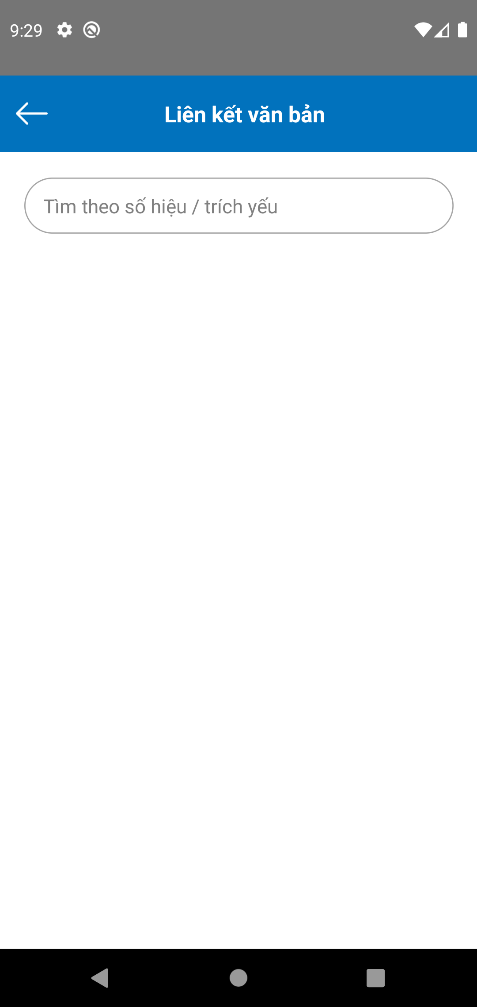 9:29
Liên kết văn bản
Tìm theo số hiệu / trích yếu